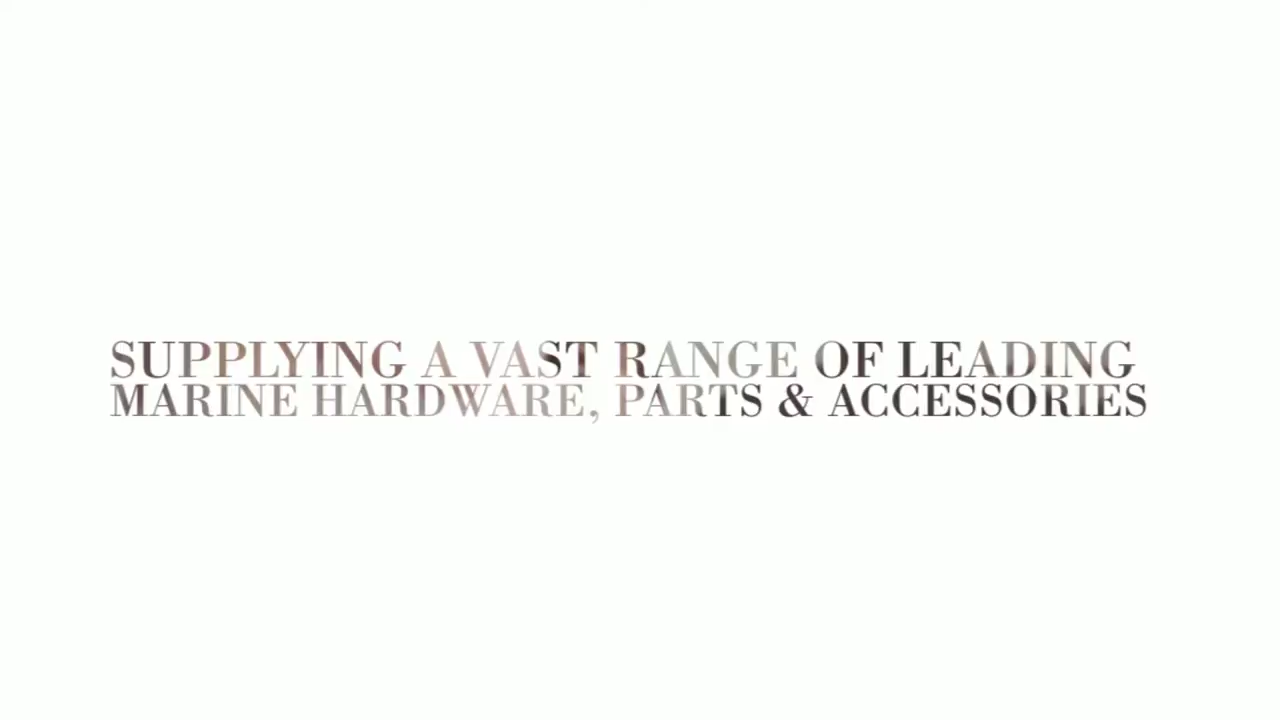 SUPPLYING A VAST RANGE OF LEADING
MARINE HARDWARE, PARTS & ACCESSORIES